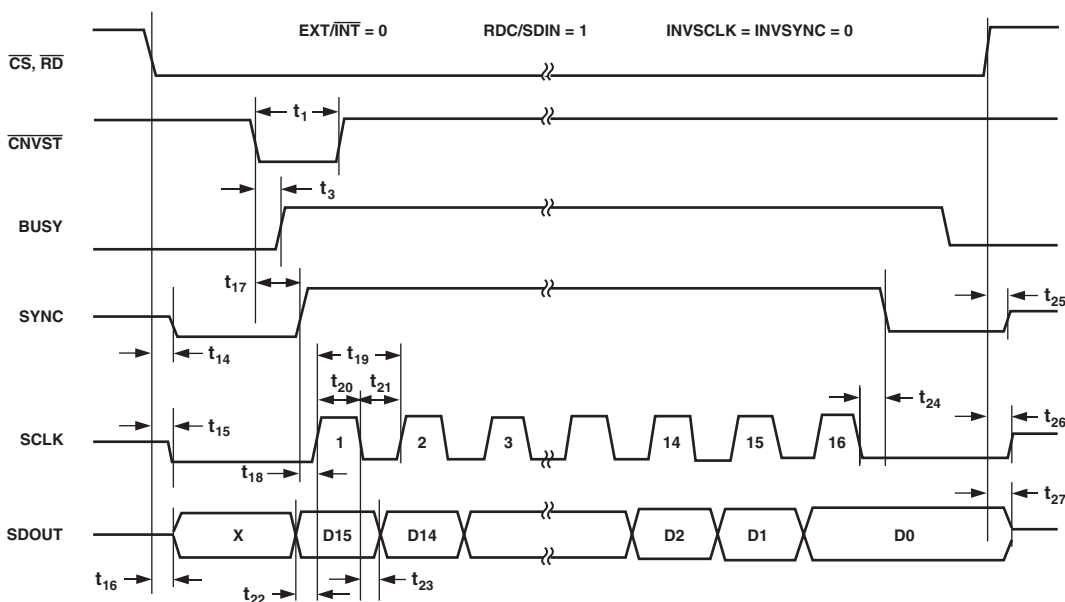 EXT/INT = 0 RDC/SDIN = 1 INVSCLK = INVSYNC = 0
CS, RD
t1
CNVST
t3
BUSY
t17
SYNC
t25
t14
t19
t20 t21
t24
SCLK 1 2 3 14 15 16
t15
t26
t18
t27
SDOUT X D15 D14 D2 D1 D0
t16
t22
t23